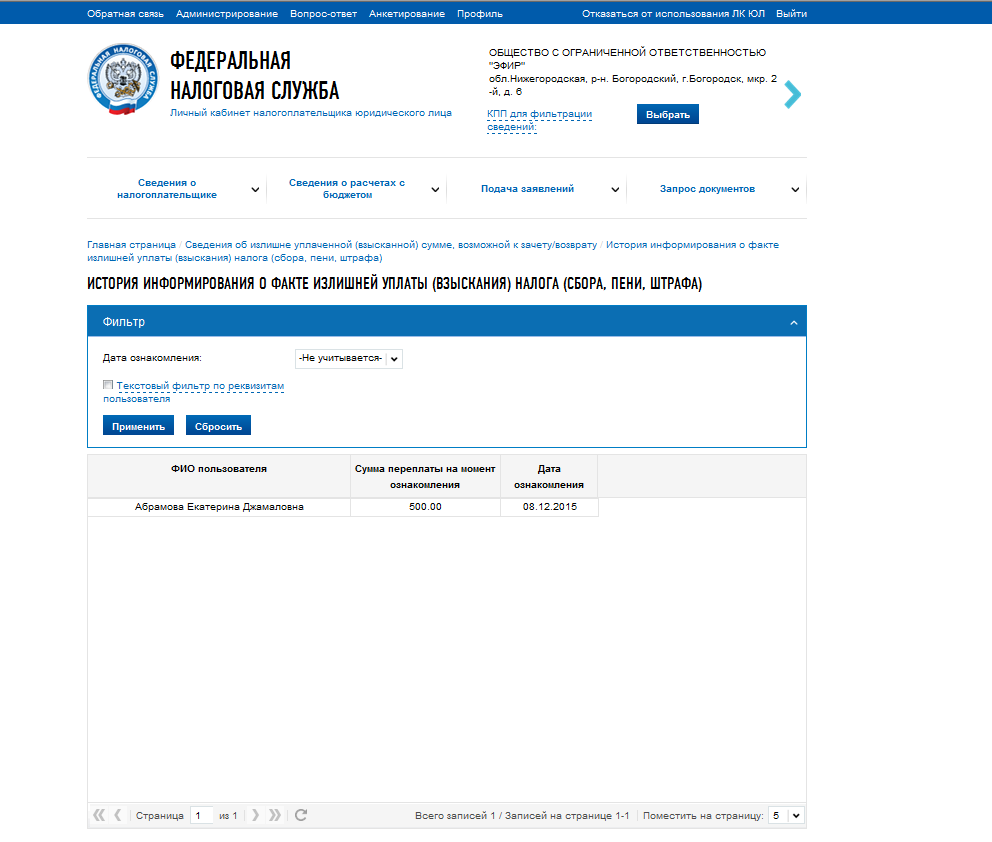 Обратная связь Администрирование Вопрос-ответ Анкетирование Профиль Отказаться от использования ЛК ЮЛ Выйти
ФЕДЕРАЛЬНАЯ НАЛОГОВАЯ СЛУЖБА
ФЕДЕРАЛЬНАЯ
НАЛОГОВАЯ СЛУЖБА
Личный кабинет налогоплательщика юридического лица
ОБЩЕСТВО С ОГРАНИЧЕННОЙ ОТВЕТСТВЕННОСТЬЮ
"ЭФИР"
обл.Нижегородская, р-н. Богородский, г.Богородск, мкр. 2
-й, д. 6
КПП для фильтрации
сведений:
Выбрать
Сведения о
налогоплательщике
Сведения о расчетах с
бюджетом
Подача заявлений
Запрос документов
Главная страница / Сведения об излишне уплаченной (взысканной) сумме, возможной к зачету/возврату / История информирования о факте
излишней уплаты (взыскания) налога (сбора, пени, штрафа)
ИСТОРИЯ ИНФОРМИРОВАНИЯ О ФАКТЕ ИЗЛИШНЕЙ УПЛАТЫ (ВЗЫСКАНИЯ) НАЛОГА (СБОРА, ПЕНИ, ШТРАФА)
Фильтр
Дата ознакомления: -Не учитывается-
Текстовый фильтр по реквизитам
пользователя
Применить Сбросить
ФИО пользователя
Сумма переплаты на момент
ознакомления
Дата
ознакомления
Абрамова Екатерина Джамаловна 500.00 08.12.2015
Страница 1 из 1 Всего записей 1 / Записей на странице 1-1 Поместить на страницу: 5